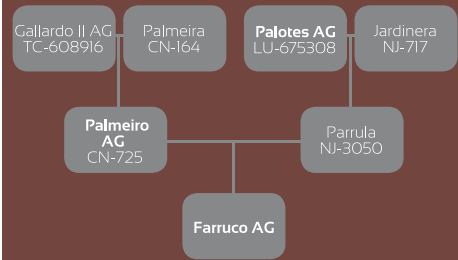 Gallardo II AG
TC-608916
Palmeira
CN-164
Palotes AG
LU-675308
Jardinera
NJ-717
Palmeiro
AG
CN-725
Parrula
NJ-3050
Farruco AG